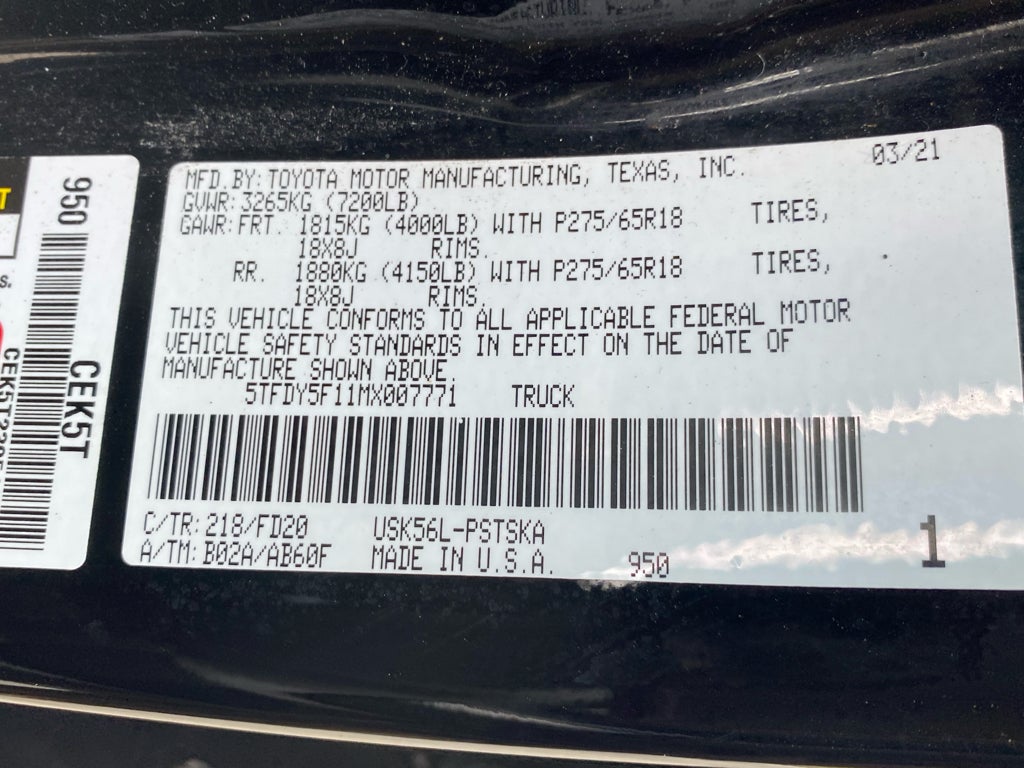 MFD. BY: TOYOTA MOTOR MANUFACTURING, TEXAS, INC. 03/21
GVWR: 3265KG (7200LB)
GAWR: FRT. 1815KG (4000LB) WITH P275/65R18 TIRES,
18X8J RIMS.
RR. 1880KG (4150LB) WITH P275/65R18 TIRES,
18X8J RIMS.
THIS VEHICLE CONFORMS TO ALL APPLICABLE FEDERAL MOTOR
VEHICLE SAFETY STANDARDS IN EFFECT ON THE DATE OF
MANUFACTURE SHOWN ABOVE
5TFDY5F11MX007771 TRUCK
C/TR: 218/FD20 USK56L-PSTSKA
A/TM: B02A/AB60F MADE IN U.S.A. 950 1
950
CEK5T